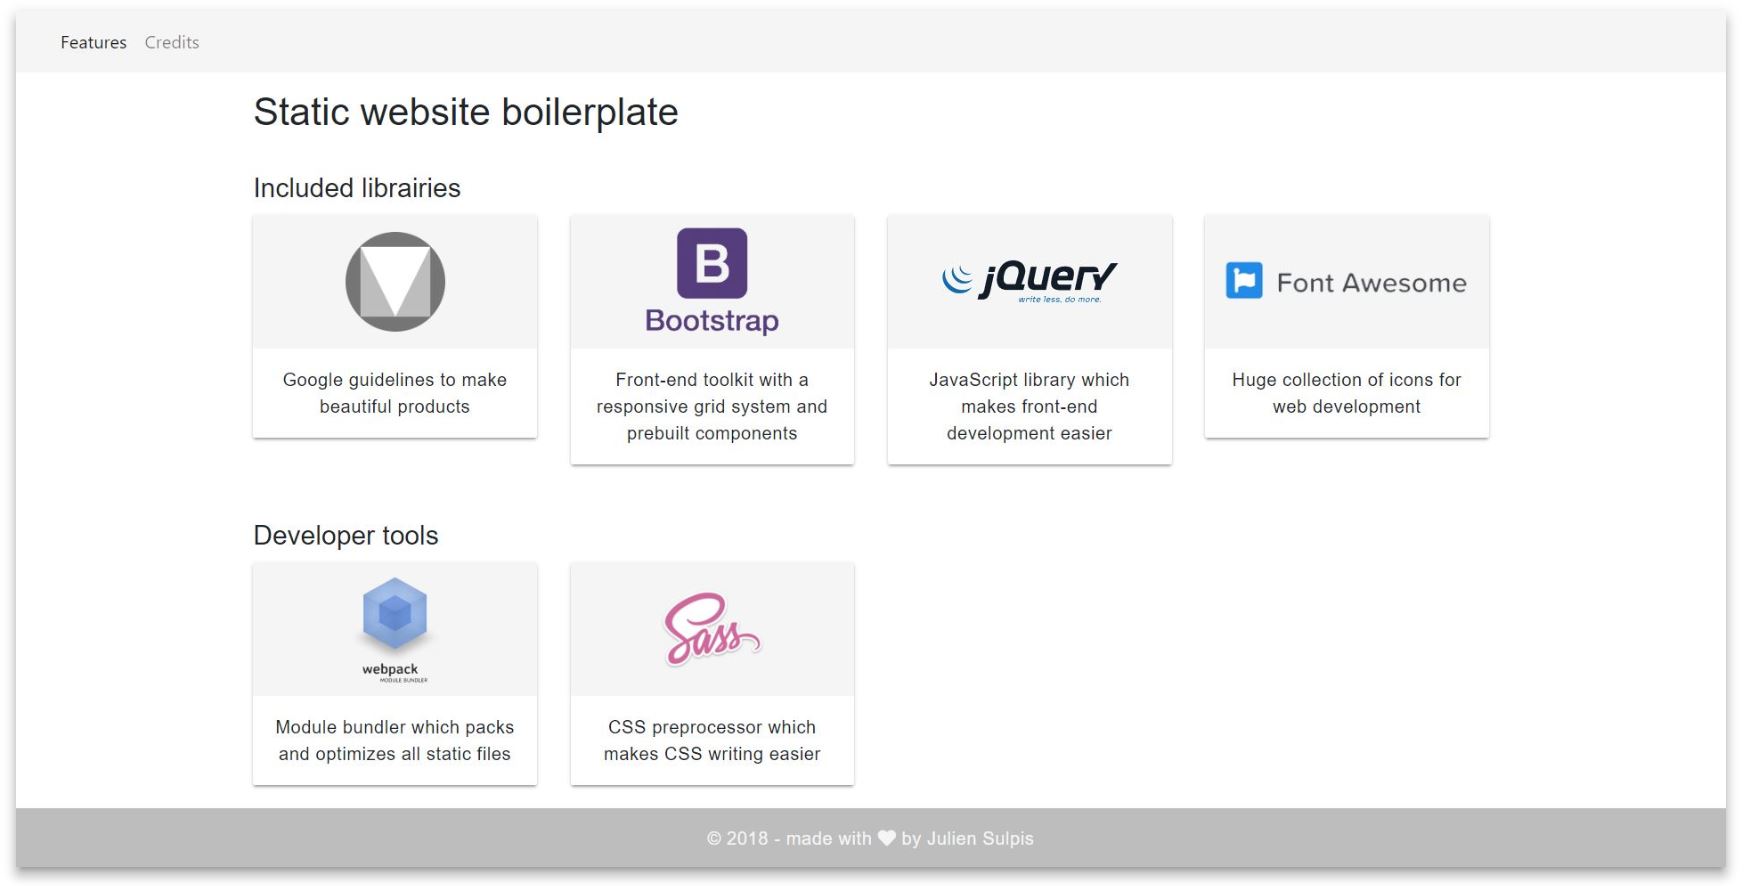 Features Credits
Static website boilerplate
Included librairies
B
Bootstrap
jQuery
write less, do more.
Font Awesome
Google guidelines to make
beautiful products
Front-end toolkit with a
responsive grid system and
prebuilt components
JavaScript library which
makes front-end
development easier
Huge collection of icons for
web development
Developer tools
webpack
MODULE BUNDLER
Sass
Module bundler which packs
and optimizes all static files
CSS preprocessor which
makes CSS writing easier
© 2018 - made with ♥ by Julien Sulpis